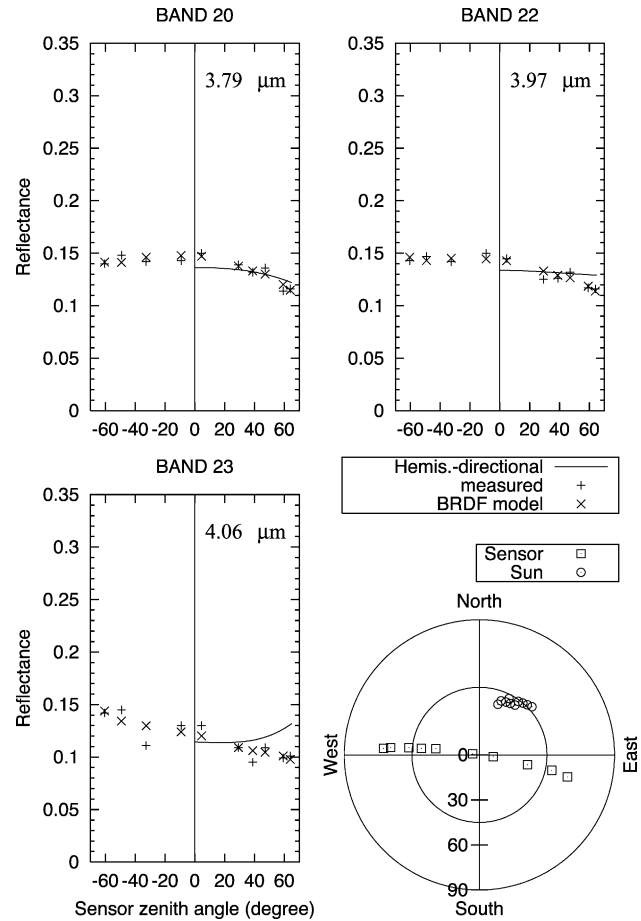 BAND 20
BAND 22
0.35
0.3
0.25
0.2
0.15
0.1
0.05
0
3.79 μm
Reflectance
-60 -40 -20 0 20 40 60
0.35
0.3
0.25
0.2
0.15
0.1
0.05
0
3.97 μm
-60 -40 -20 0 20 40 60
BAND 23
0.35
0.3
0.25
0.2
0.15
0.1
0.05
0
4.06 μm
Reflectance
-60 -40 -20 0 20 40 60
Sensor zenith angle (degree)
Hemis.-directional
measured
BRDF model
Sensor
Sun
North
West
East
0
30
60
90
South